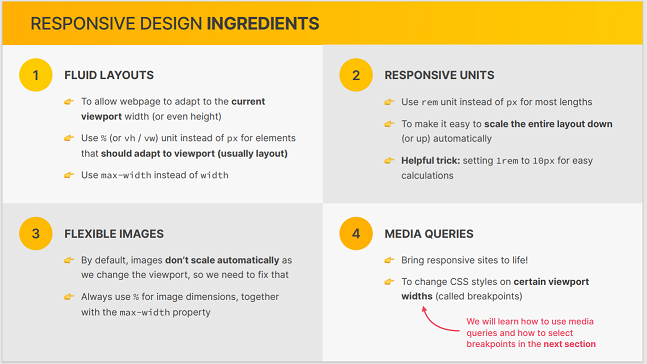 RESPONSIVE DESIGN INGREDIENTS
1
FLUID LAYOUTS
To allow webpage to adapt to the current
viewport width (or even height)
Use % (or vh / vw) unit instead of px for elements
that should adapt to viewport (usually layout)
Use max-width instead of width
2
RESPONSIVE UNITS
Use rem unit instead of px for most lengths
To make it easy to scale the entire layout down
(or up) automatically
Helpful trick: setting 1rem to 10px for easy
calculations
3
FLEXIBLE IMAGES
By default, images don't scale automatically as
we change the viewport, so we need to fix that
Always use % for image dimensions, together
with the max-width property
4
MEDIA QUERIES
Bring responsive sites to life!
To change CSS styles on certain viewport
widths (called breakpoints)
We will learn how to use media
queries and how to select
breakpoints in the next section